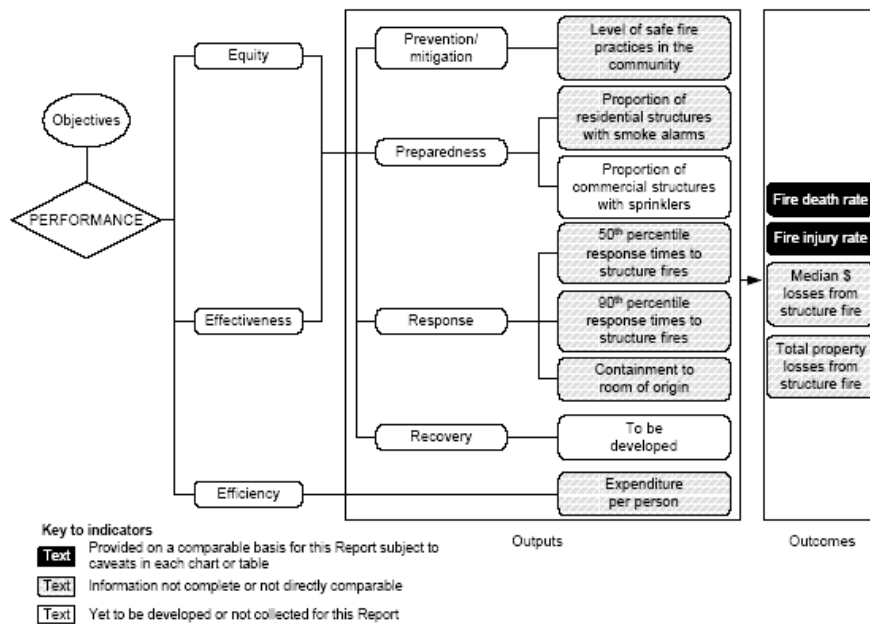 Objectives
PERFORMANCE
Equity
Effectiveness
Efficiency
Prevention/
mitigation
Preparedness
Response
Recovery
Level of safe fire
practices in the
community
Proportion of
residential structures
with smoke alarms
Proportion of
commercial structures
with sprinklers
50th percentile
response times to
structure fires
90th percentile
response times to
structure fires
Containment to
room of origin
To be
developed
Expenditure
per person
Outputs
Fire death rate
Fire injury rate
Median $
losses from
structure fire
Total property
losses from
structure fire
Outcomes
Key to indicators
Text Provided on a comparable basis for this Report subject to
caveats in each chart or table
Text Information not complete or not directly comparable
Text Yet to be developed or not collected for this Report